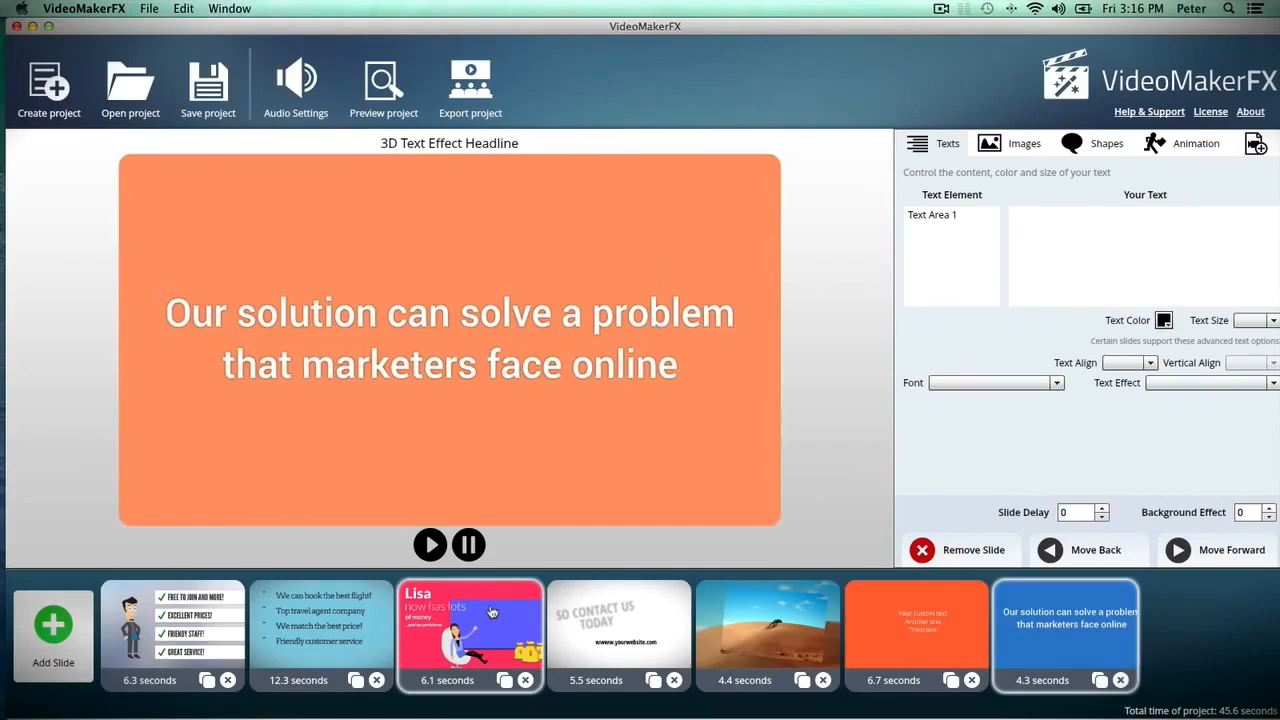 VideoMakerFX File Edit Window Fri 3:16 PM Peter
VideoMakerFX
Create project Open project Save project Audio Settings Preview project Export project
VideoMakerFX
Help & Support License About
3D Text Effect Headline
Our solution can solve a problem
that marketers face online
Texts Images Shapes Animation
Control the content, color and size of your text
Text Element Your Text
Text Area 1
Text Color Text Size
Certain slides support these advanced text options
Text Align Vertical Align
Font Text Effect
Slide Delay 0 Background Effect 0
Remove Slide Move Back Move Forward
Add Slide
FREE TO JOIN AND MORE!
EXCELLENT PRICES!
FRIENDY STAFF!
GREAT SERVICE!
6.3 seconds
- We can book the best flight!
- Top travel agent company
- We match the best price!
- Friendly customer service
12.3 seconds
Lisa
now has lots
of money
6.1 seconds
SO CONTACT US
TODAY
www.yourwebsite.com
5.5 seconds
4.4 seconds
Your custom text
Another text
Third text
6.7 seconds
Our solution can solve a problem
that marketers face online
4.3 seconds
Total time of project: 45.6 seconds